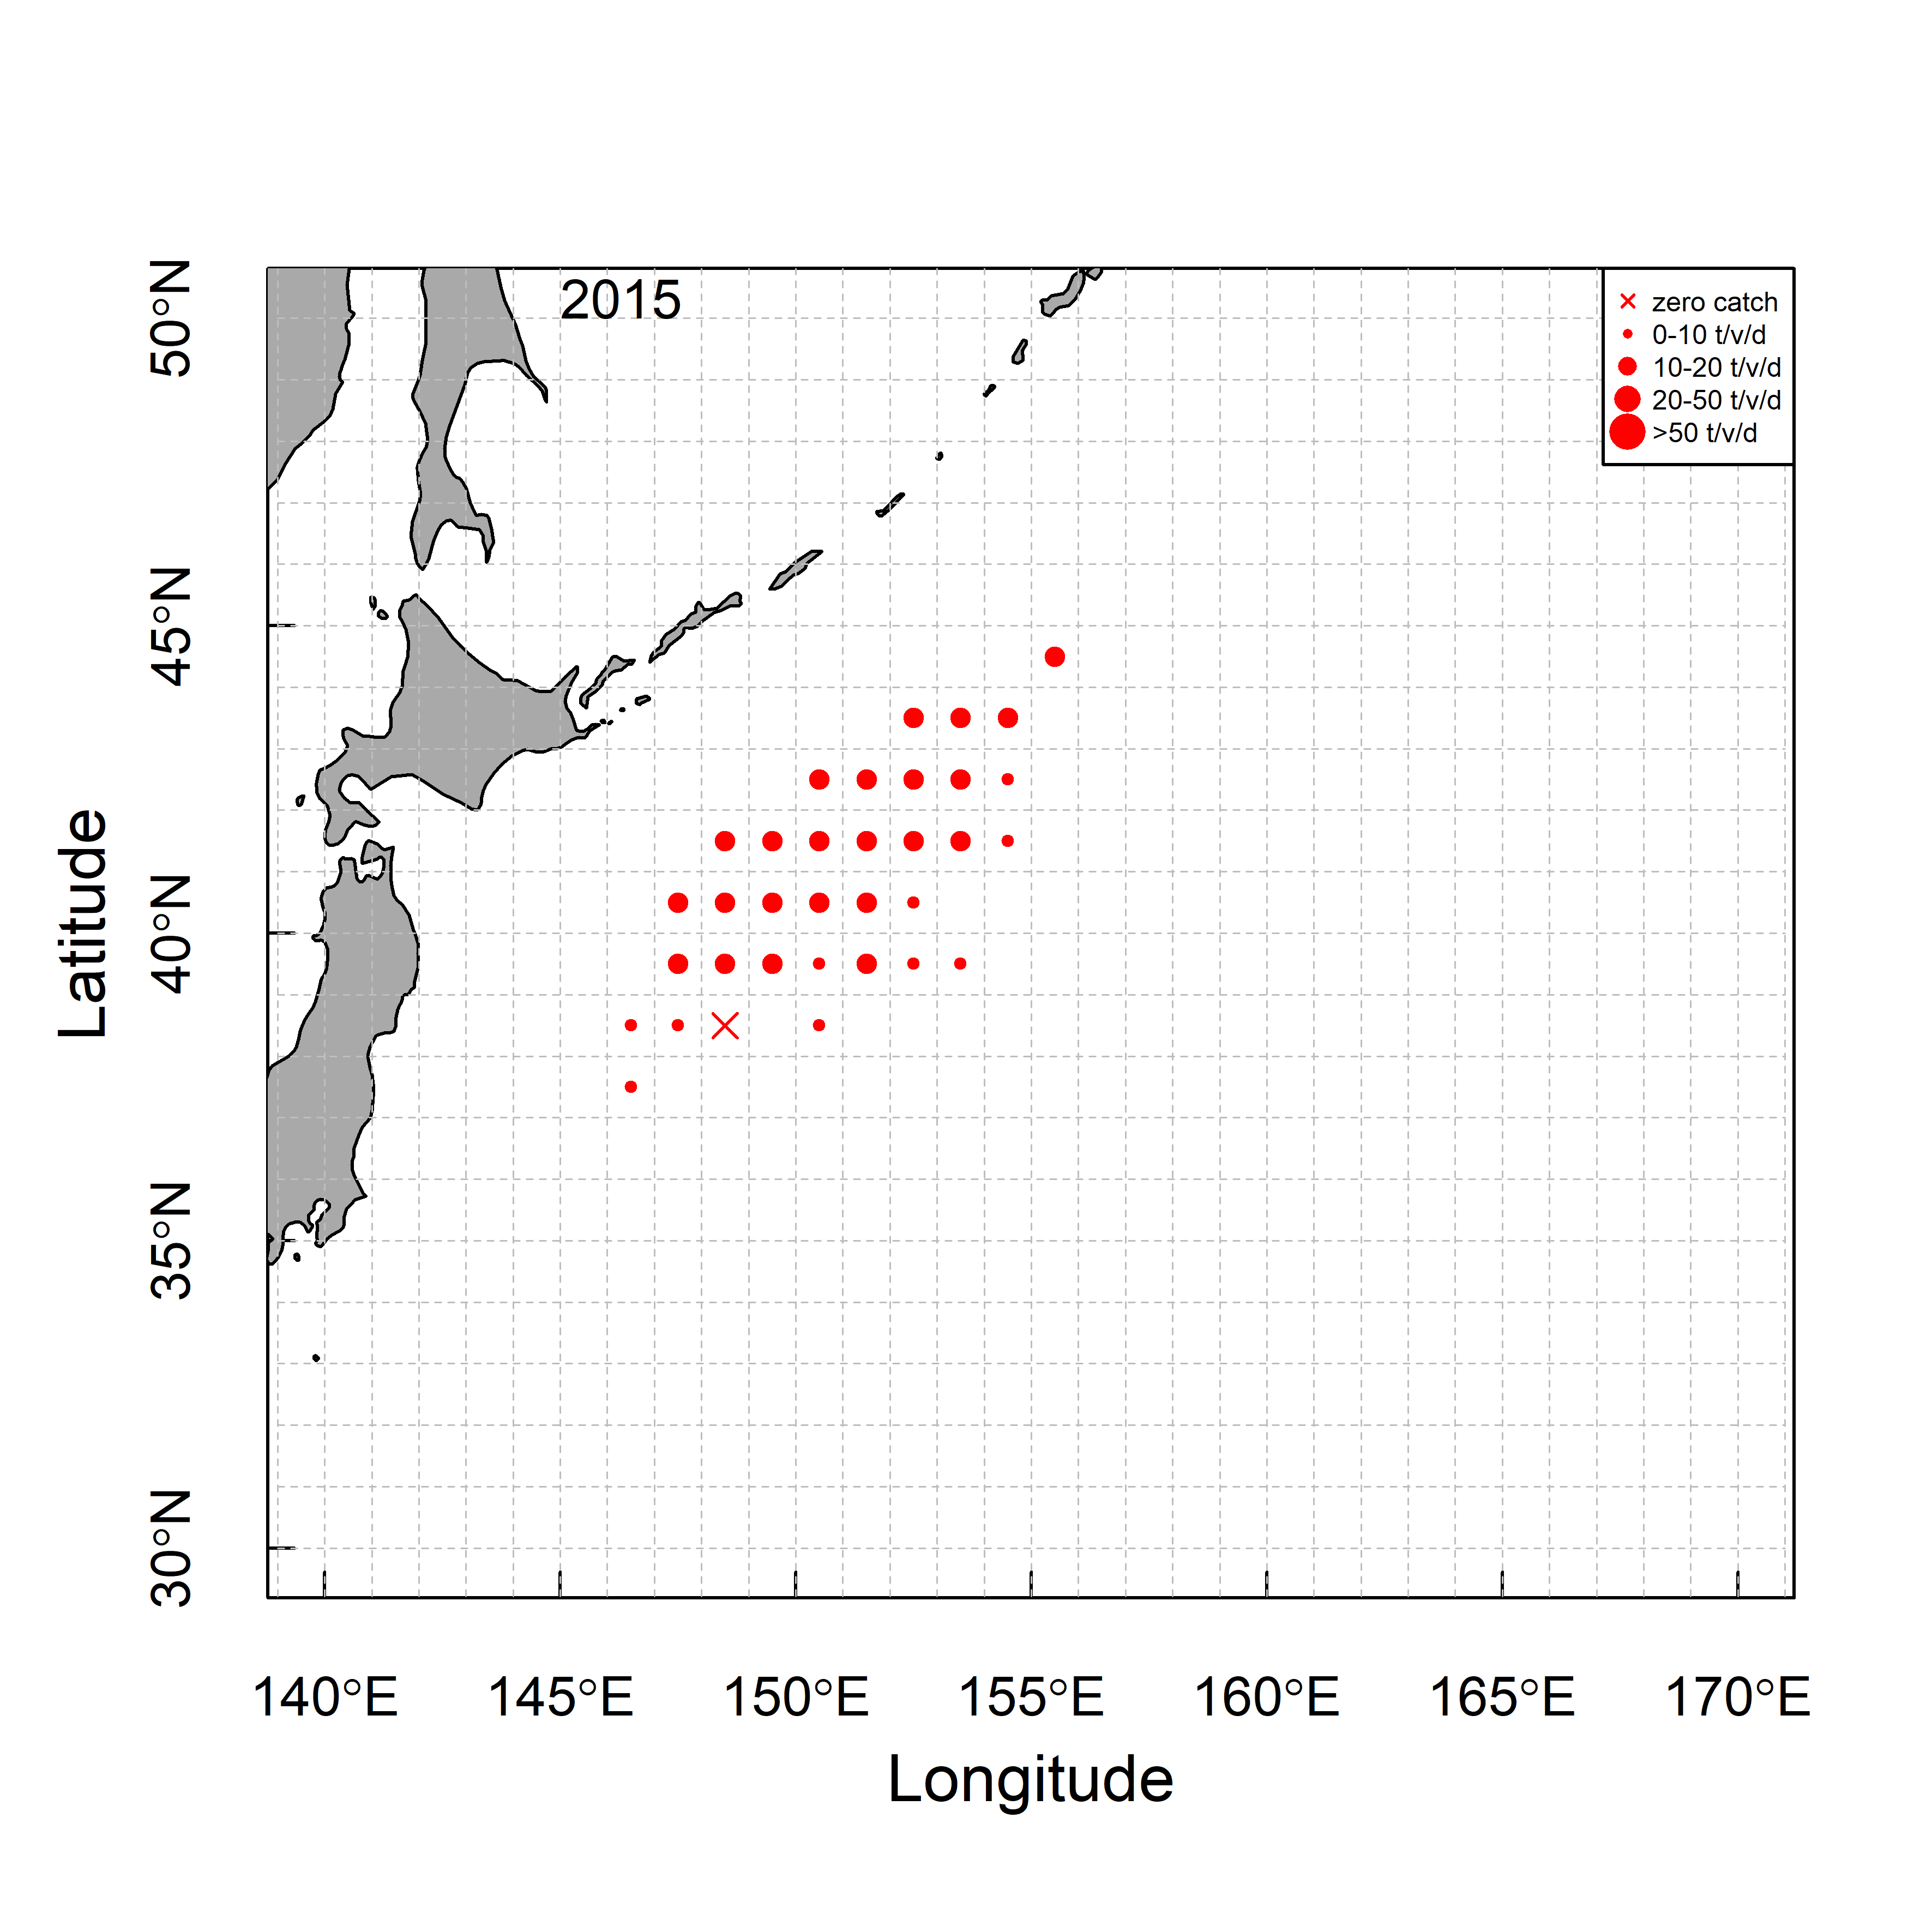 2015
zero catch
0-10 t/v/d
10-20 t/v/d
20-50 t/v/d
>50 t/v/d
Latitude
50°N
45°N
40°N
35°N
30°N
140°E 145°E 150°E 155°E 160°E 165°E 170°E
Longitude